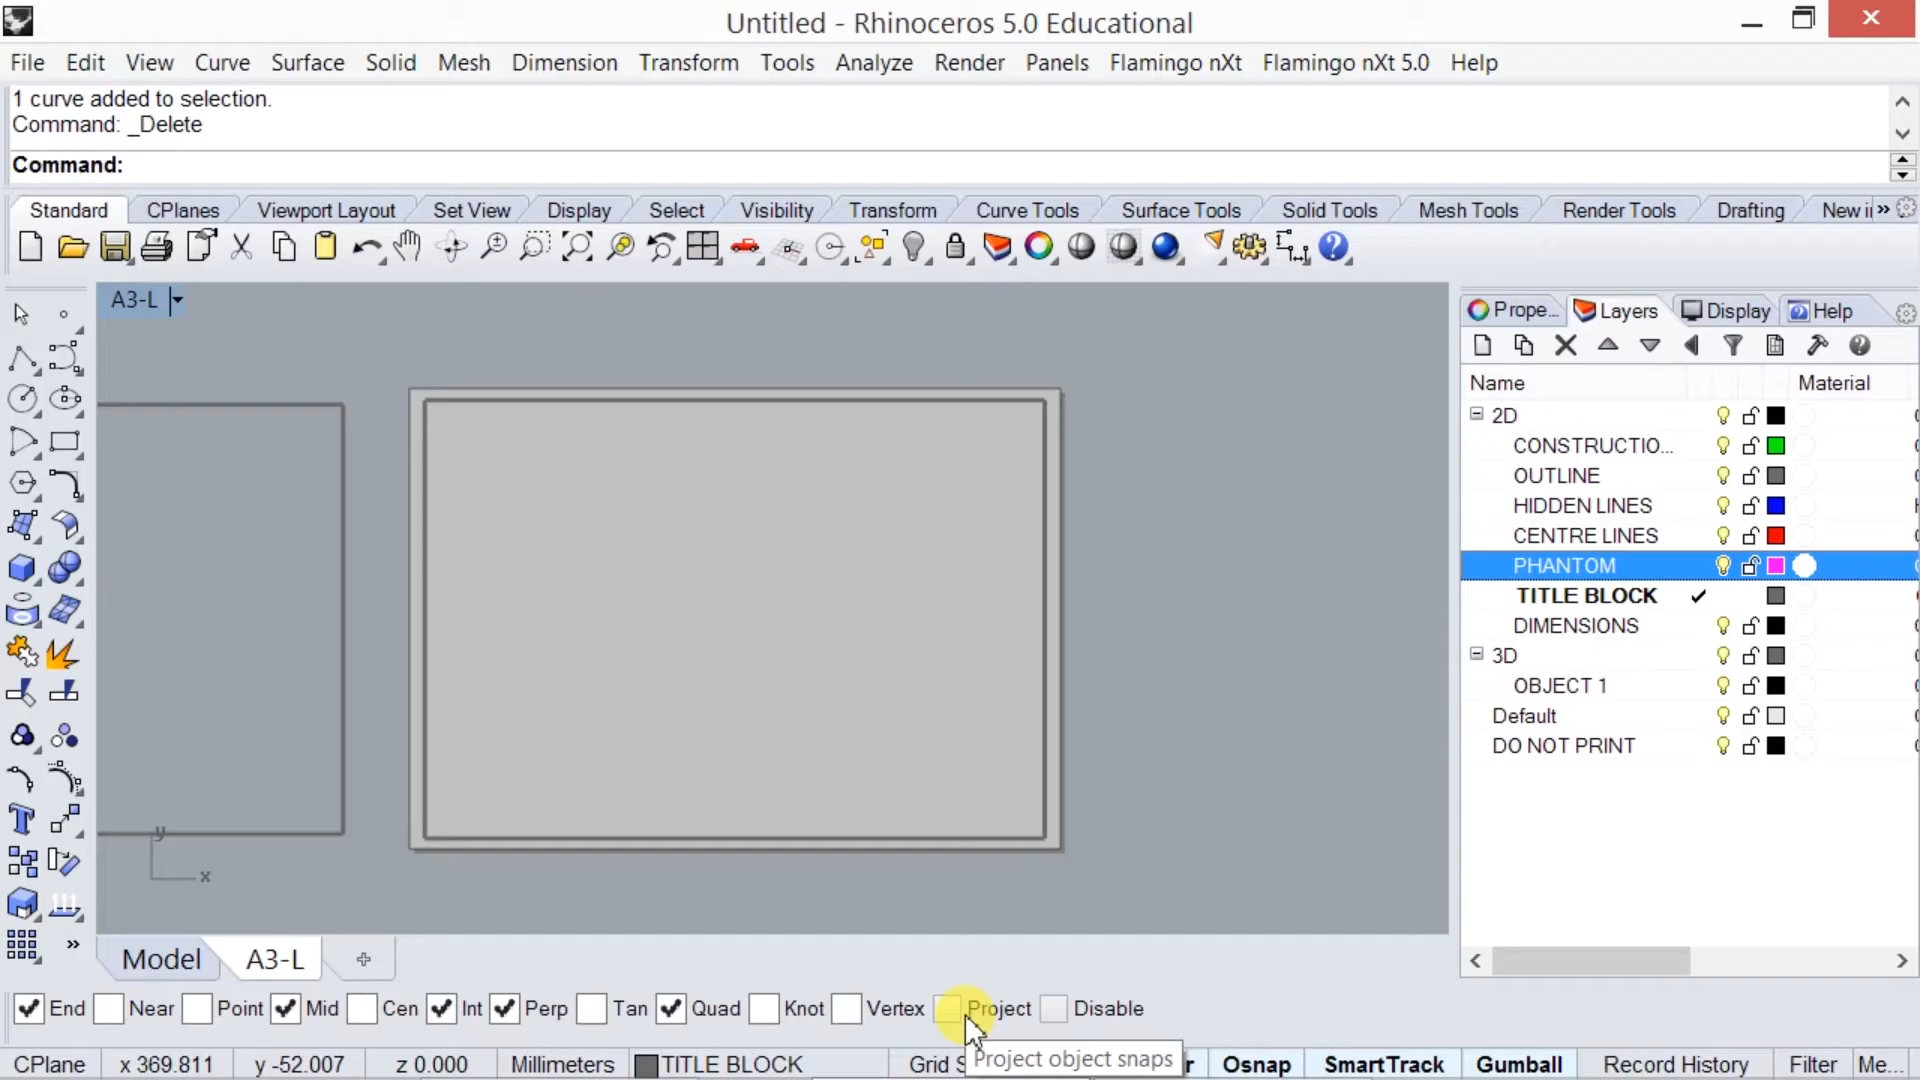 Untitled - Rhinoceros 5.0 Educational
File Edit View Curve Surface Solid Mesh Dimension Transform Tools Analyze Render Panels Flamingo nXt Flamingo nXt 5.0 Help
1 curve added to selection.
Command: _Delete
Command:
Standard CPlanes Viewport Layout Set View Display Select Visibility Transform Curve Tools Surface Tools Solid Tools Mesh Tools Render Tools Drafting New i
A3-L
Prope... Layers Display Help
Name Material
2D
CONSTRUCTIO...
OUTLINE
HIDDEN LINES
CENTRE LINES
PHANTOM
TITLE BLOCK
DIMENSIONS
3D
OBJECT 1
Default
DO NOT PRINT
y
x
Model A3-L
End Near Point Mid Cen Int Perp Tan Quad Knot Vertex Project Disable
Project object snaps
CPlane x 369.811 y -52.007 z 0.000 Millimeters TITLE BLOCK Grid S r Osnap SmartTrack Gumball Record History Filter Me...